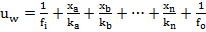 u_w = 1/f_i + x_a/k_a + x_b/k_b + ⋯ + x_n/k_n + 1/f_o